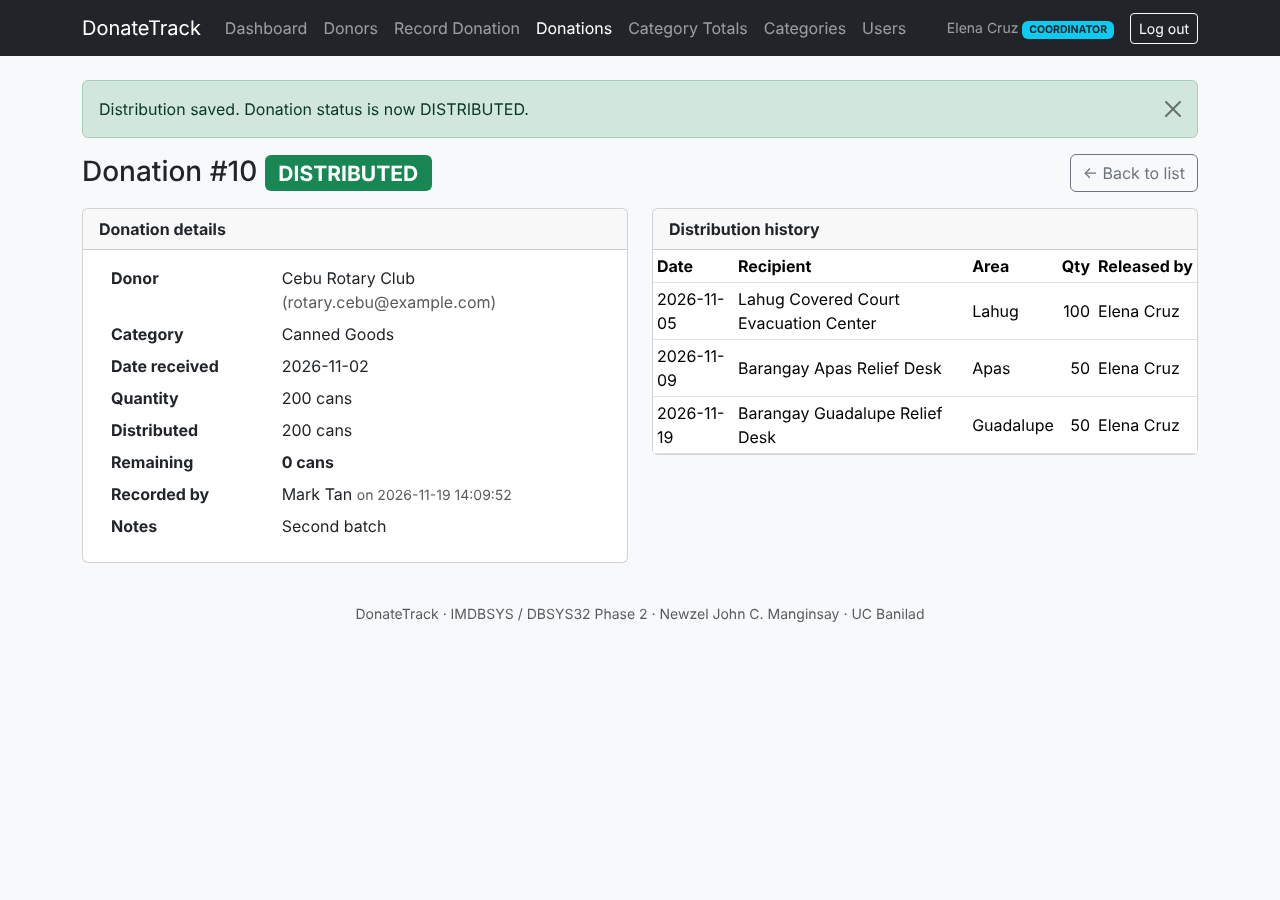 DonateTrack Dashboard Donors Record Donation Donations Category Totals Categories Users Elena Cruz COORDINATOR Log out
Distribution saved. Donation status is now DISTRIBUTED.
Donation #10 DISTRIBUTED ← Back to list
Donation details
Donor Cebu Rotary Club
(rotary.cebu@example.com)
Category Canned Goods
Date received 2026-11-02
Quantity 200 cans
Distributed 200 cans
Remaining 0 cans
Recorded by Mark Tan on 2026-11-19 14:09:52
Notes Second batch
Distribution history
Date Recipient Area Qty Released by
2026-11-05 Lahug Covered Court Evacuation Center Lahug 100 Elena Cruz
2026-11-09 Barangay Apas Relief Desk Apas 50 Elena Cruz
2026-11-19 Barangay Guadalupe Relief Desk Guadalupe 50 Elena Cruz
DonateTrack · IMDBSYS / DBSYS32 Phase 2 · Newzel John C. Manginsay · UC Banilad